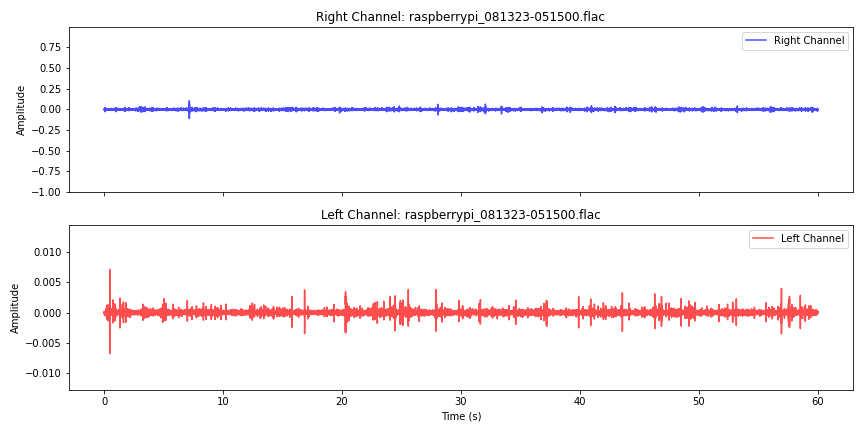 Right Channel: raspberrypi_081323-051500.flac
Right Channel
Amplitude
0.75
0.50
0.25
0.00
−0.25
−0.50
−0.75
−1.00
Left Channel: raspberrypi_081323-051500.flac
Left Channel
Amplitude
0.010
0.005
0.000
−0.005
−0.010
0 10 20 30 40 50 60
Time (s)